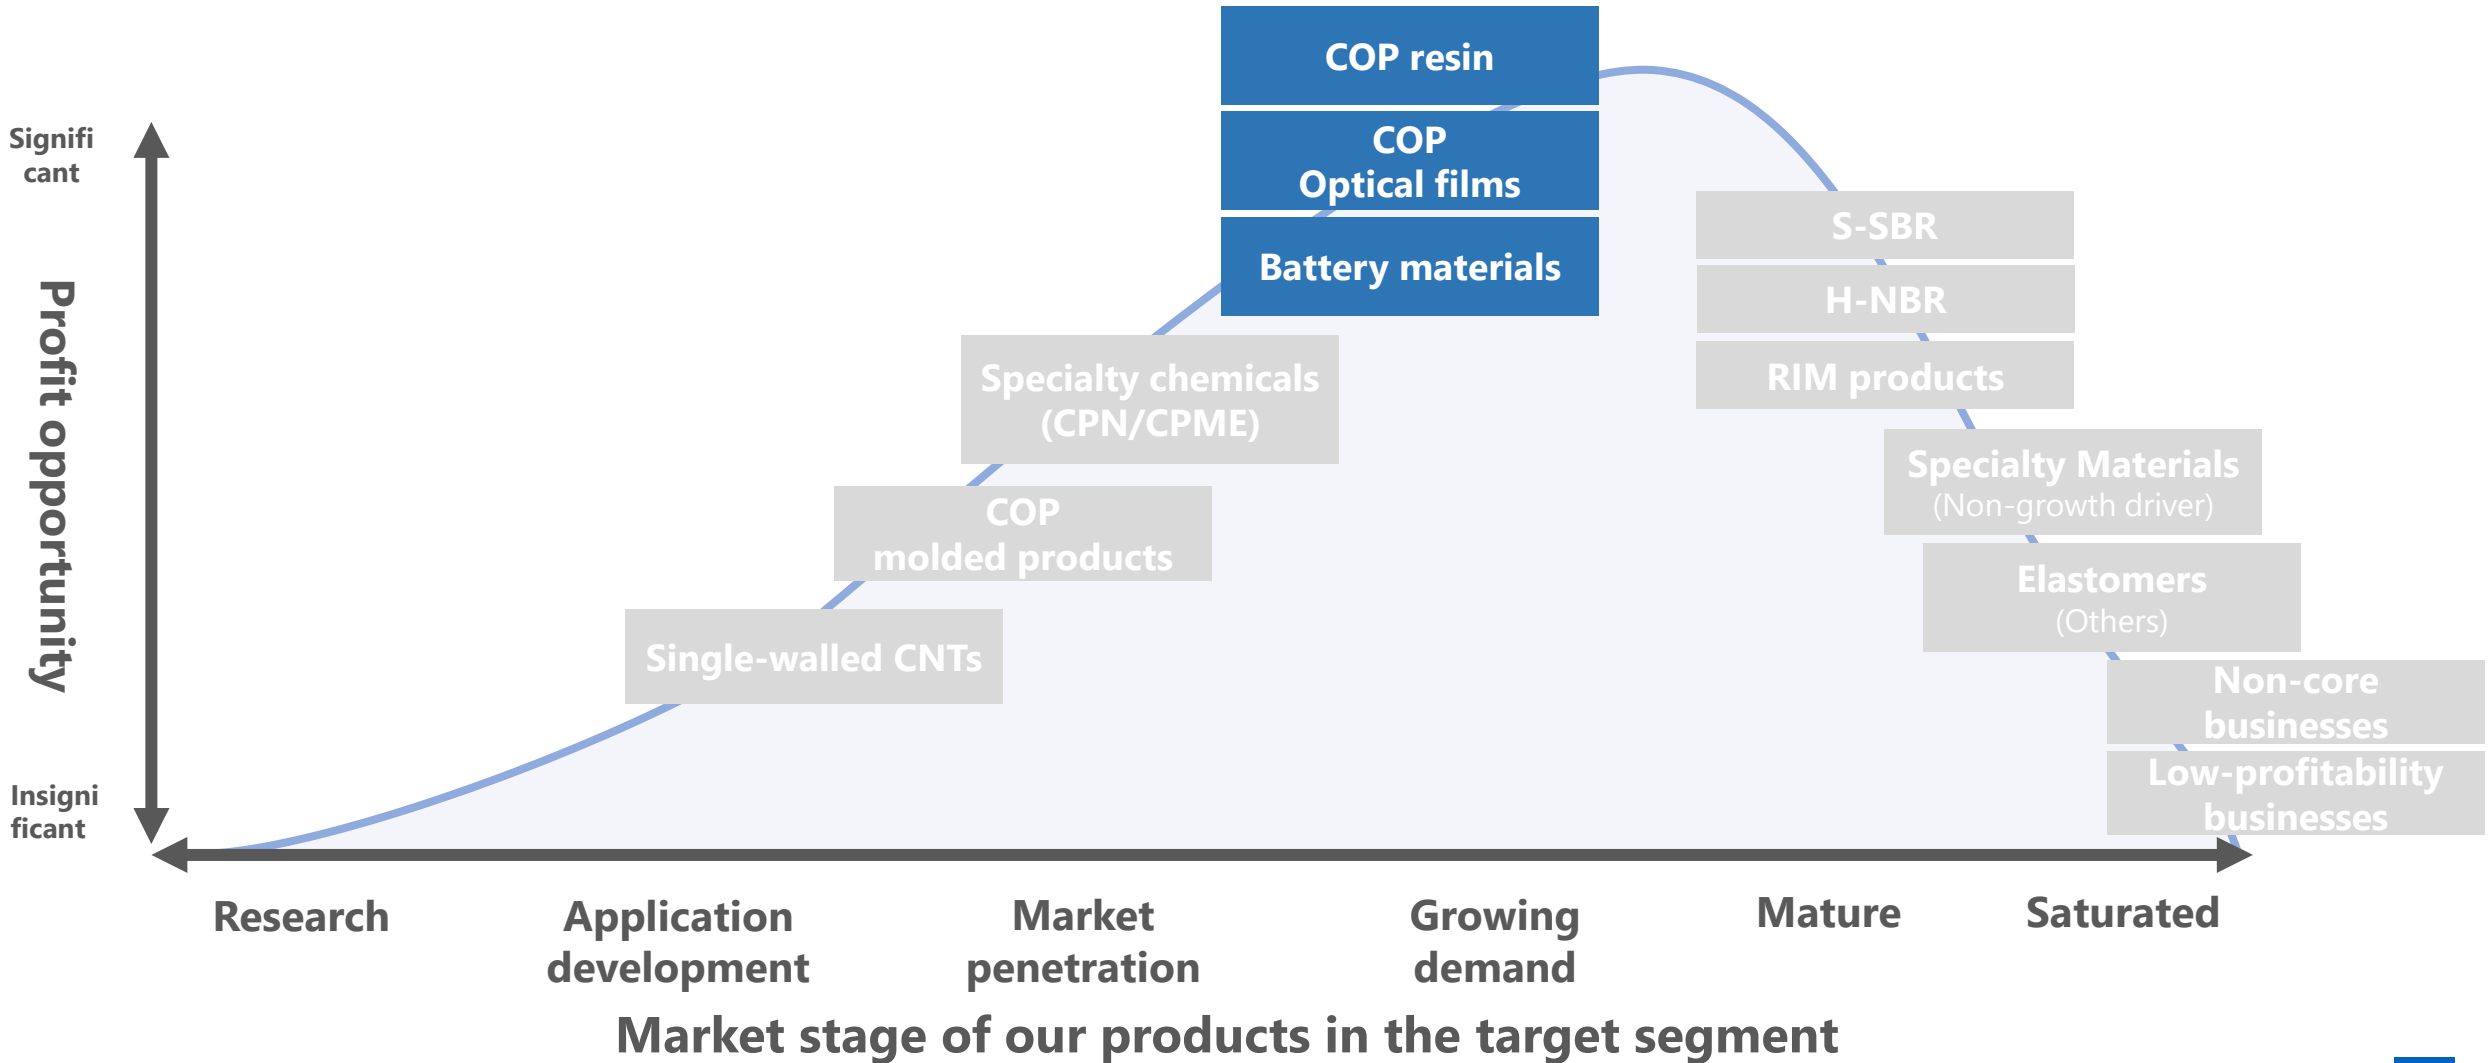 COP resin
COP
Optical films
Battery materials
Signifi
cant
Profit opportunity
Insigni
ficant
S-SBR
H-NBR
RIM products
Specialty chemicals
(CPN/CPME)
Specialty Materials
(Non-growth driver)
COP
molded products
Elastomers
(Others)
Single-walled CNTs
Non-core
businesses
Low-profitability
businesses
Research
Application
development
Market
penetration
Growing
demand
Mature
Saturated
Market stage of our products in the target segment